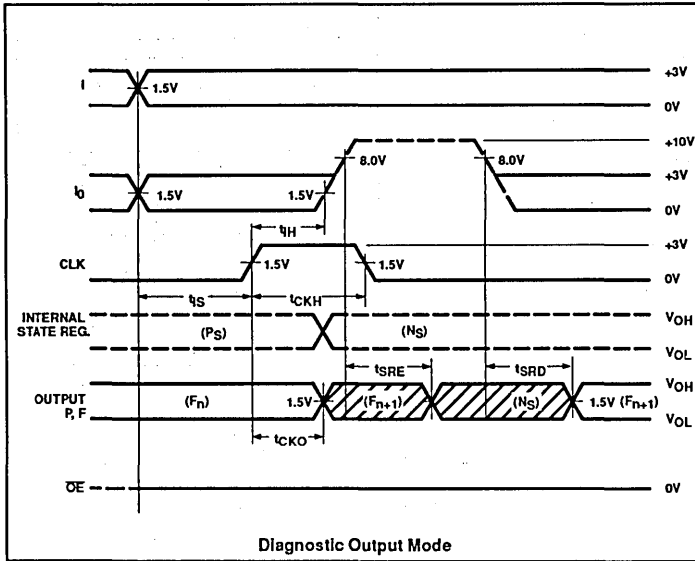 I
1.5V
+3V
0V
+10V
I0
1.5V
1.5V
8.0V
8.0V
+3V
0V
tIH
CLK
1.5V
1.5V
+3V
0V
tIS
tCKH
INTERNAL
STATE REG.
(PS)
(NS)
VOH
VOL
tSRE
tSRD
OUTPUT
P, F
(Fn)
1.5V
(Fn+1)
(NS)
1.5V
(Fn+1)
VOH
VOL
tCKO
OE
0V
Diagnostic Output Mode